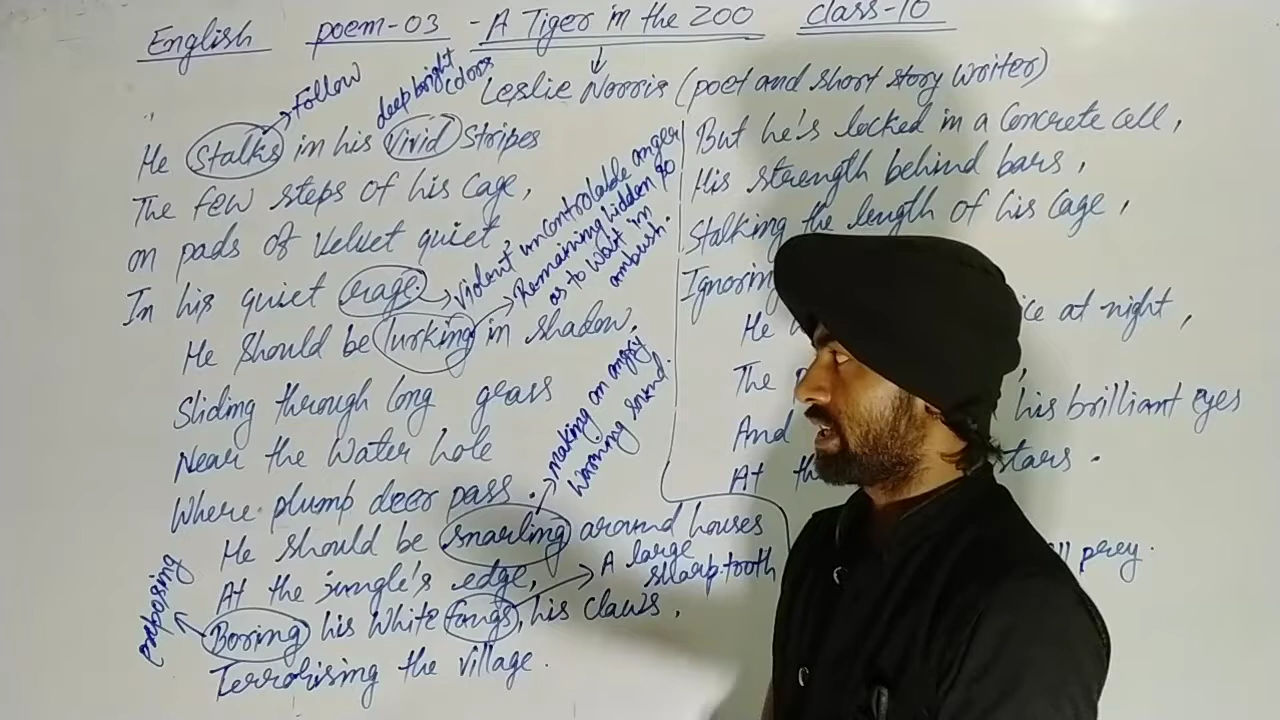 English poem-03 - A Tiger in the ZOO class-10
Leslie Norris (poet and short story writer)
Follow
deep bright colors
He Stalks in his Vivid Stripes
The few steps of his Cage,
on pads of velvet quiet,
In his quiet rage.
Violent uncontrolable anger
He should be lurking in shadow,
Remaining hidden so
as to wait in
ambush.
Sliding through long grass
Near the water hole
Where plump deer pass.
making an angry
warning sound.
He should be snarling around houses
At the jungle's edge,
A large
sharp tooth
Boring his white fangs, his claws,
Terrorising the village.
But he's locked in a Concrete cell,
His strength behind bars,
Stalking the length of his cage,
Ignoring
He ice at night,
The
And his brilliant eyes
At stars.
prey.